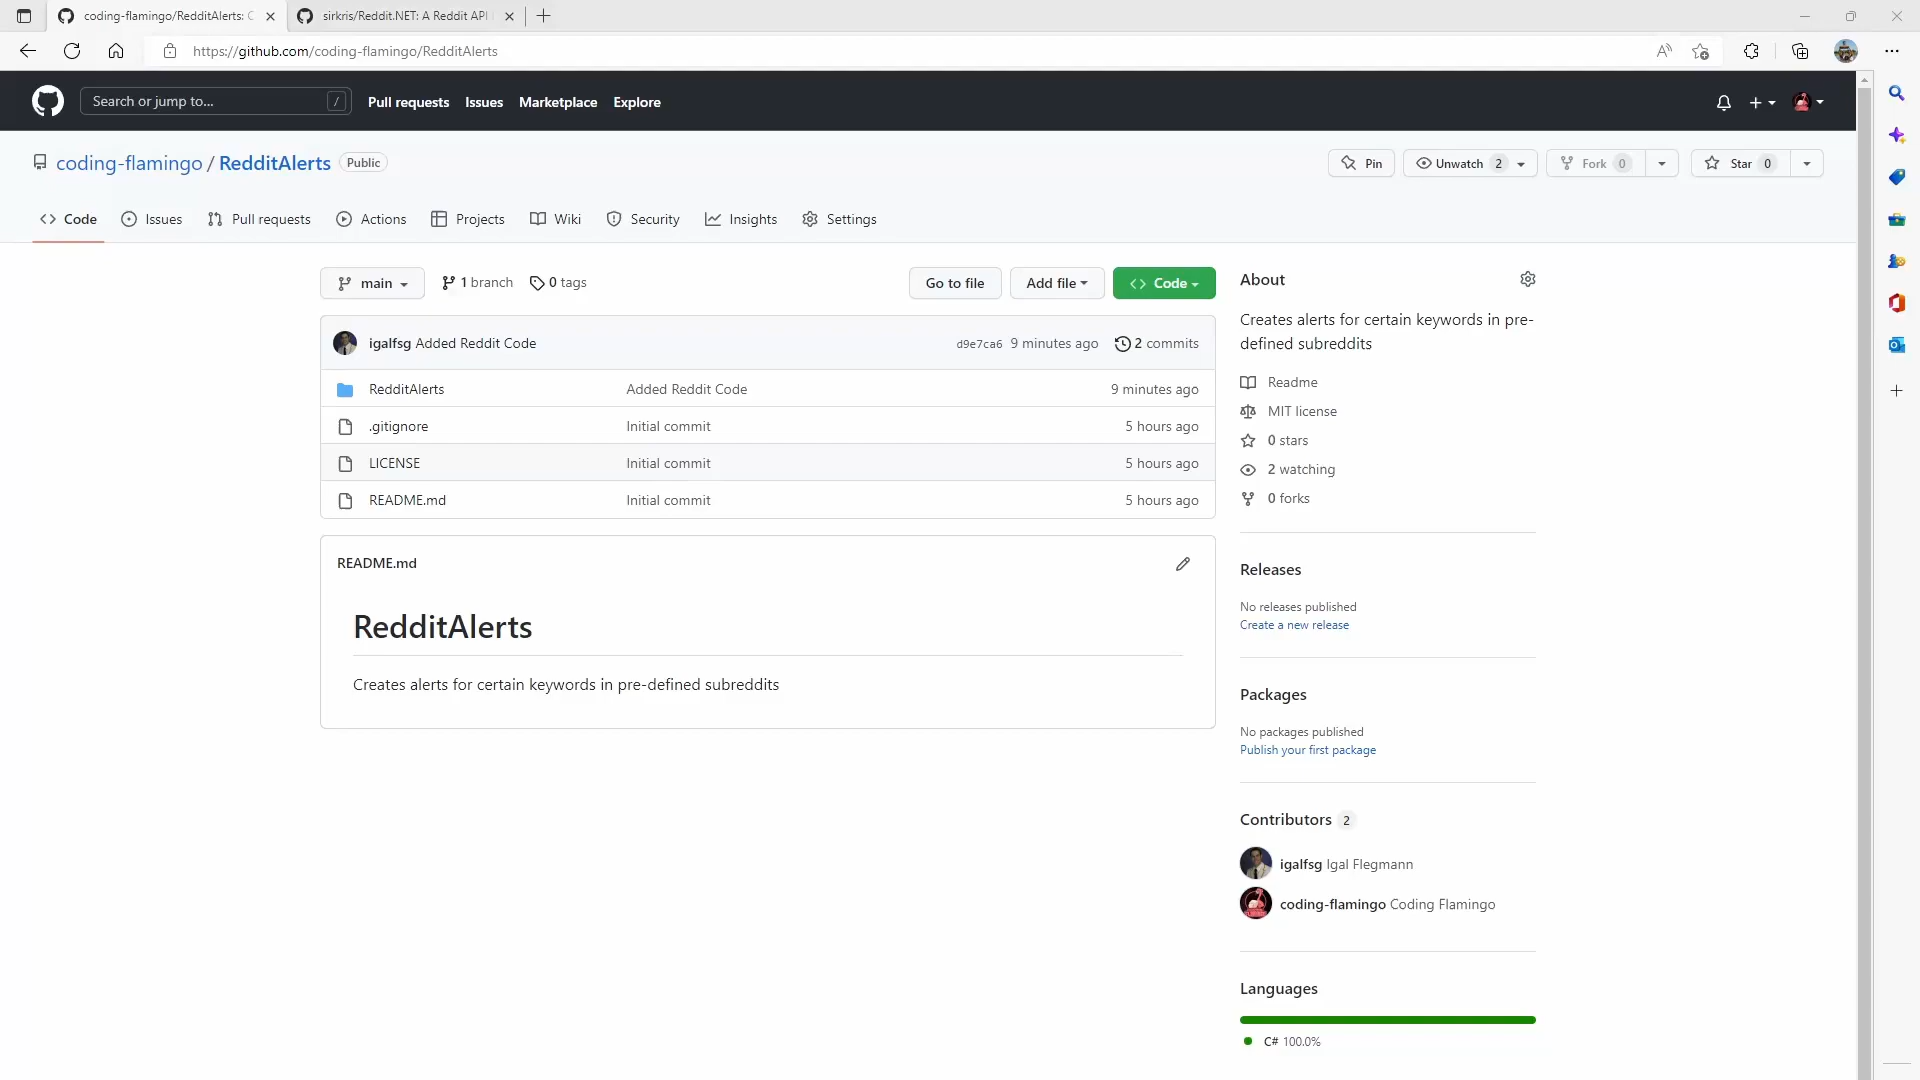 coding-flamingo/RedditAlerts: C
sirkris/Reddit.NET: A Reddit API
https://github.com/coding-flamingo/RedditAlerts
Search or jump to...
/
Pull requests
Issues
Marketplace
Explore
coding-flamingo / RedditAlerts
Public
Pin
Unwatch 2
Fork 0
Star 0
Code
Issues
Pull requests
Actions
Projects
Wiki
Security
Insights
Settings
main
1 branch
0 tags
Go to file
Add file
Code
igalfsg Added Reddit Code
d9e7ca6 9 minutes ago
2 commits
RedditAlerts
Added Reddit Code
9 minutes ago
.gitignore
Initial commit
5 hours ago
LICENSE
Initial commit
5 hours ago
README.md
Initial commit
5 hours ago
README.md
RedditAlerts
Creates alerts for certain keywords in pre-defined subreddits
About
Creates alerts for certain keywords in pre-
defined subreddits
Readme
MIT license
0 stars
2 watching
0 forks
Releases
No releases published
Create a new release
Packages
No packages published
Publish your first package
Contributors 2
igalfsg Igal Flegmann
coding-flamingo Coding Flamingo
Languages
C# 100.0%